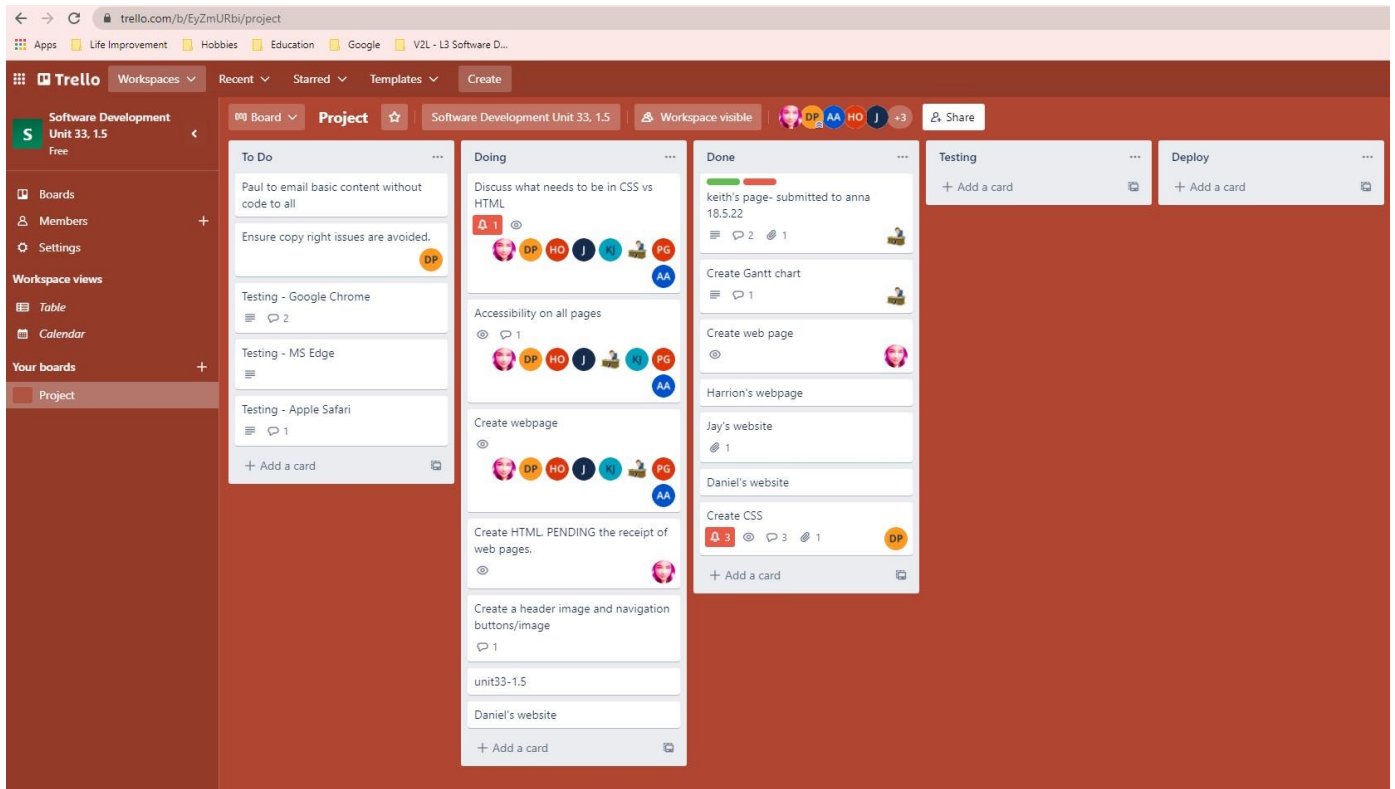 trello.com/b/EyZmURbi/project
Apps Life Improvement Hobbies Education Google V2L - L3 Software D...
Trello Workspaces Recent Starred Templates Create
S
Software Development
Unit 33, 1.5
Free
Boards
Members
Settings
Workspace views
Table
Calendar
Your boards
Project
Board Project Software Development Unit 33, 1.5 Workspace visible DP AA HO J +3 Share
To Do
Paul to email basic content without
code to all
Ensure copy right issues are avoided.
DP
Testing - Google Chrome
2
Testing - MS Edge
Testing - Apple Safari
1
+ Add a card
Doing
Discuss what needs to be in CSS vs
HTML
1
DP HO J KJ PG
AA
Accessibility on all pages
1
DP HO J KJ PG
AA
Create webpage
DP HO J KJ PG
AA
Create HTML. PENDING the receipt of
web pages.
Create a header image and navigation
buttons/image
1
unit33-1.5
Daniel's website
+ Add a card
Done
keith's page- submitted to anna
18.5.22
2 1
Create Gantt chart
1
Create web page
Harrion's webpage
Jay's website
1
Daniel's website
Create CSS
3 3 1 DP
+ Add a card
Testing
+ Add a card
Deploy
+ Add a card